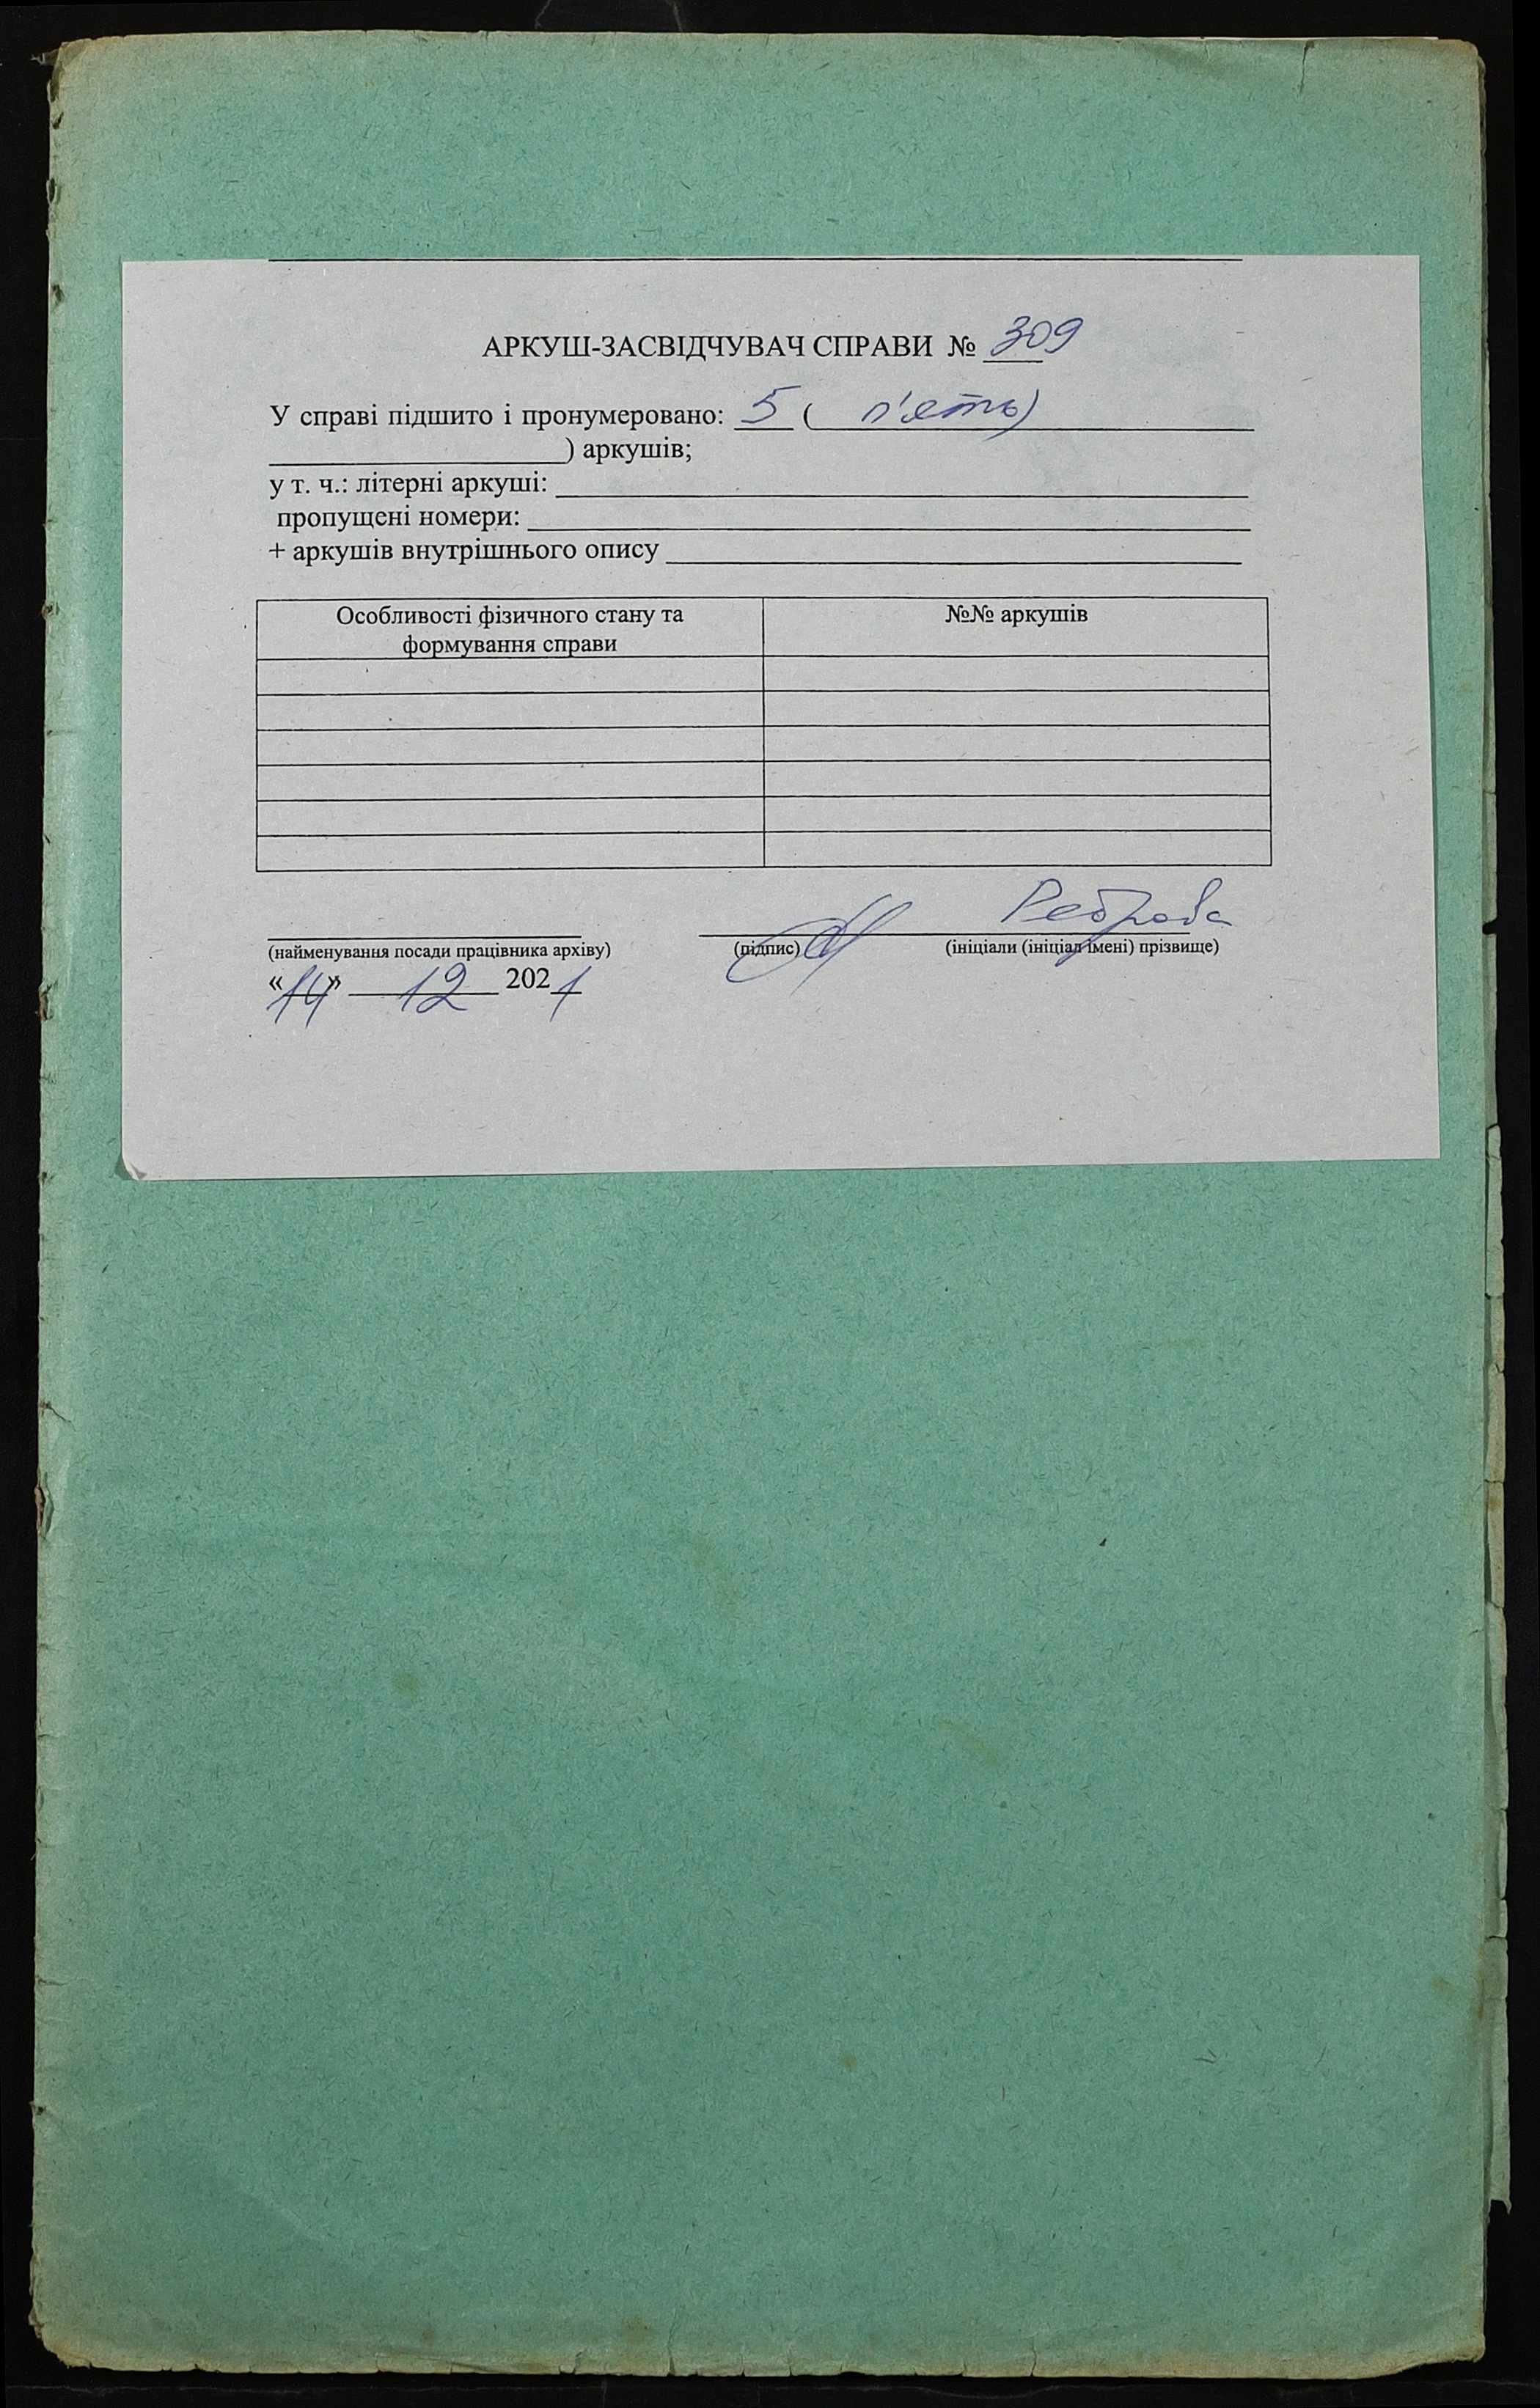 АРКУШ-ЗАСВІДЧУВАЧ СПРАВИ № 309
У справі підшито і пронумеровано: 5 ( п'ять)
) аркушів;
у т. ч.: літерні аркуші:
пропущені номери:
+ аркушів внутрішнього опису
Особливості фізичного стану та формування справи
№№ аркушів
Реброва
(найменування посади працівника архіву) (підпис) (ініціали (ініціал імені) прізвище)
«14» 12 2021